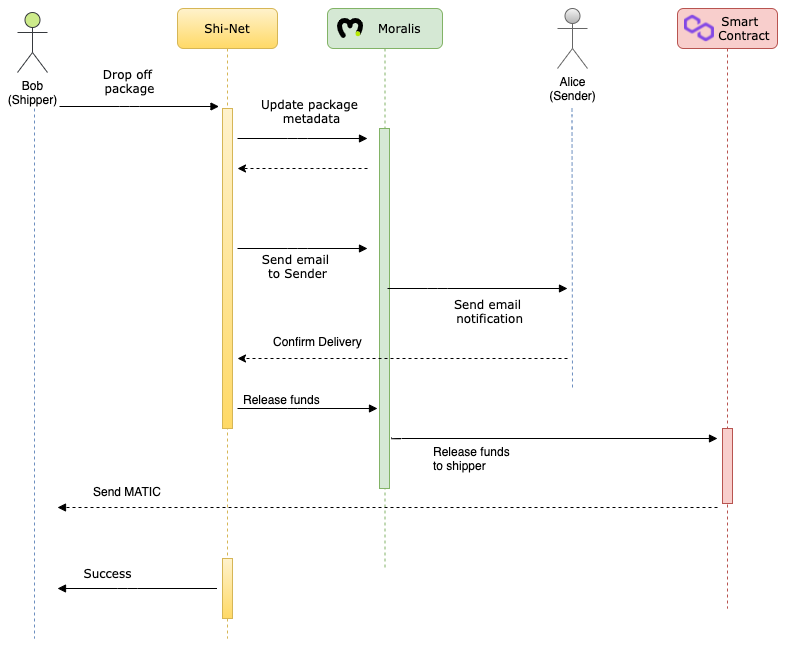 Shi-Net
Moralis
Smart
Contract
Bob
(Shipper)
Alice
(Sender)
Drop off
package
Update package
metadata
Send email
to Sender
Send email
notification
Confirm Delivery
Release funds
Release funds
to shipper
Send MATIC
Success